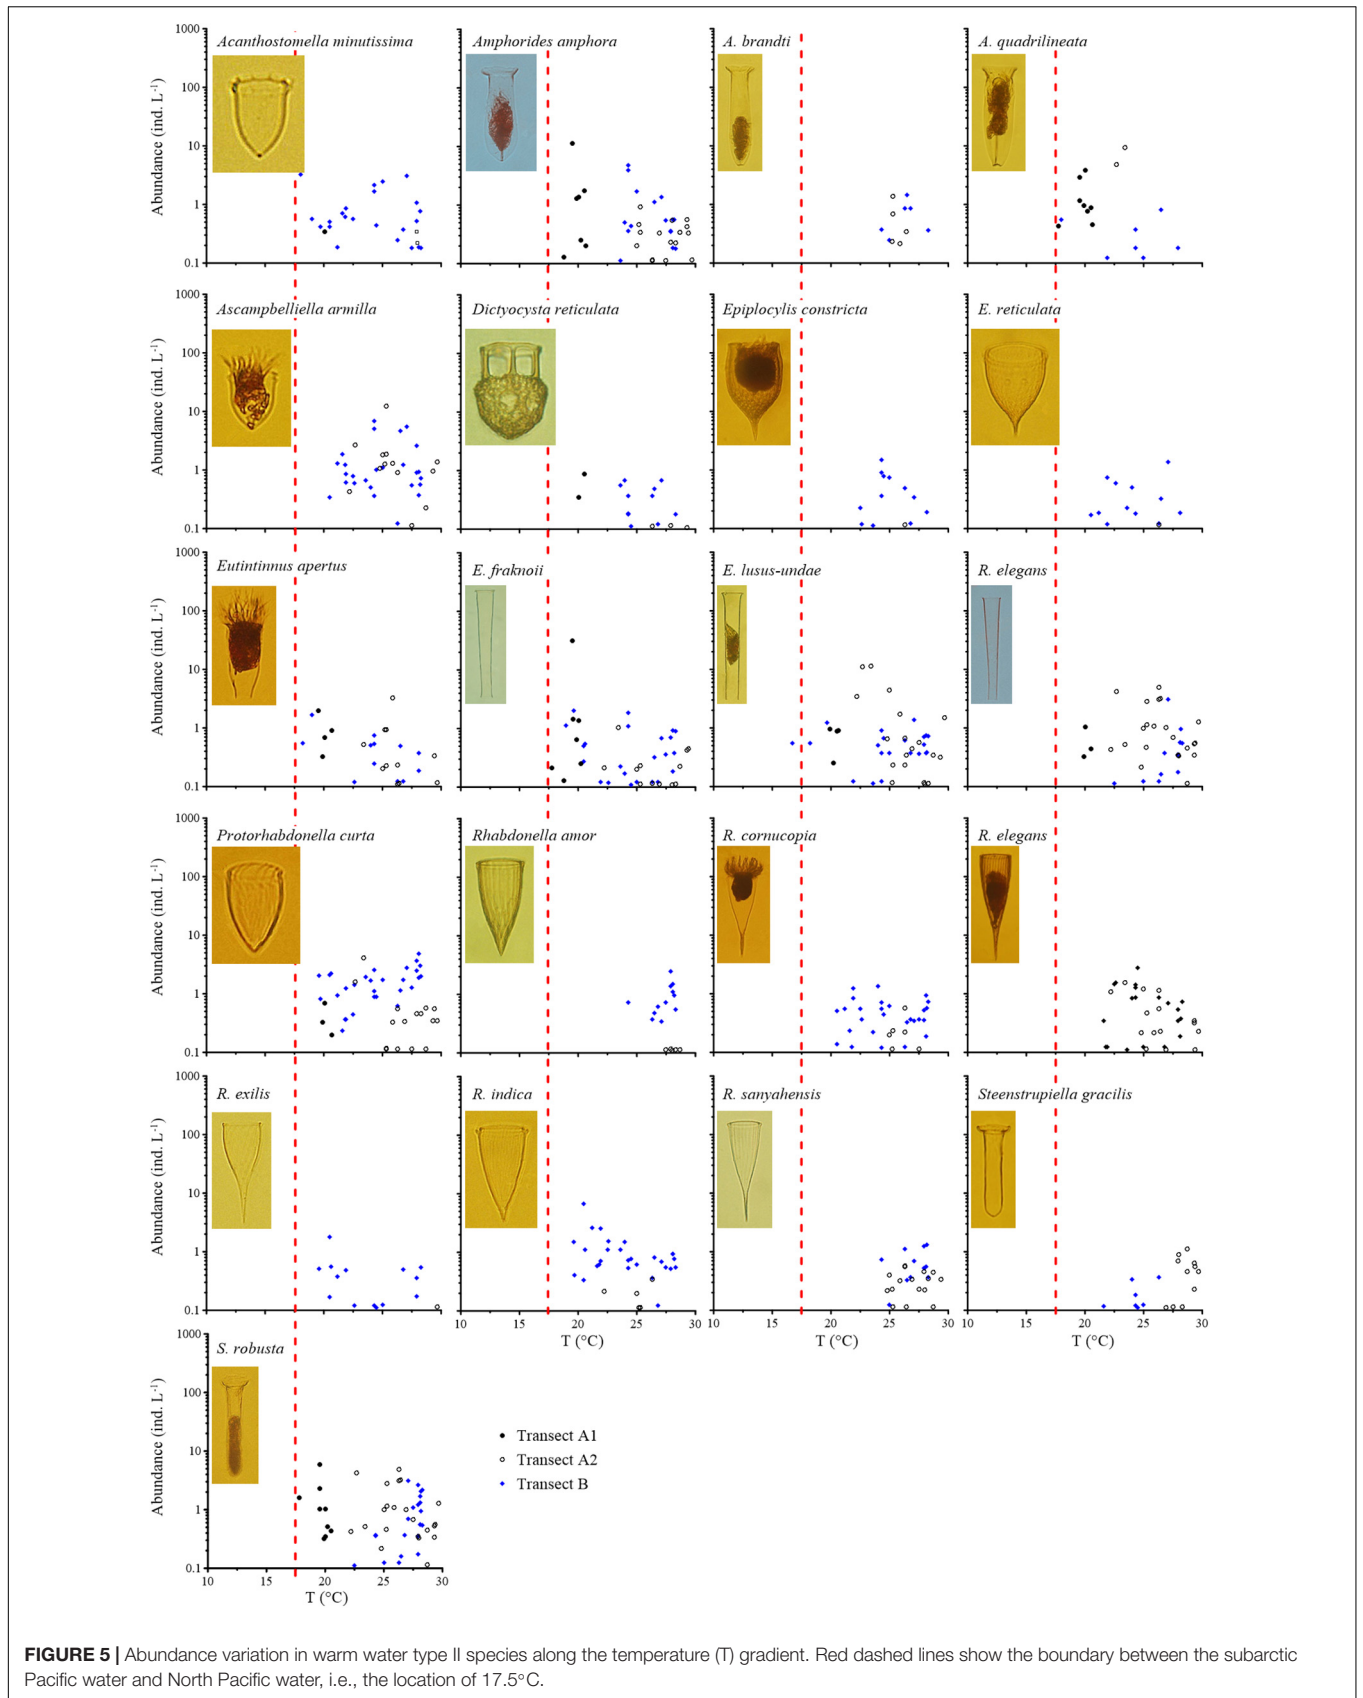 Acanthostomella minutissima
Amphorides amphora
A. brandti
A. quadrilineata
Abundance (ind. L-1)
1000
100
10
1
0.1
Ascampbelliella armilla
Dictyocysta reticulata
Epiplocylis constricta
E. reticulata
Abundance (ind. L-1)
1000
100
10
1
0.1
Eutintinnus apertus
E. fraknoii
E. lusus-undae
R. elegans
Abundance (ind. L-1)
1000
100
10
1
0.1
Protorhabdonella curta
Rhabdonella amor
R. cornucopia
R. elegans
Abundance (ind. L-1)
1000
100
10
1
0.1
R. exilis
R. indica
R. sanyahensis
Steenstrupiella gracilis
Abundance (ind. L-1)
1000
100
10
1
0.1
10 15 20 25 30
T (°C)
10 15 20 25 30
T (°C)
10 15 20 25 30
T (°C)
S. robusta
Abundance (ind. L-1)
1000
100
10
1
0.1
10 15 20 25 30
T (°C)
Transect A1
Transect A2
Transect B
FIGURE 5 | Abundance variation in warm water type II species along the temperature (T) gradient. Red dashed lines show the boundary between the subarctic
Pacific water and North Pacific water, i.e., the location of 17.5°C.